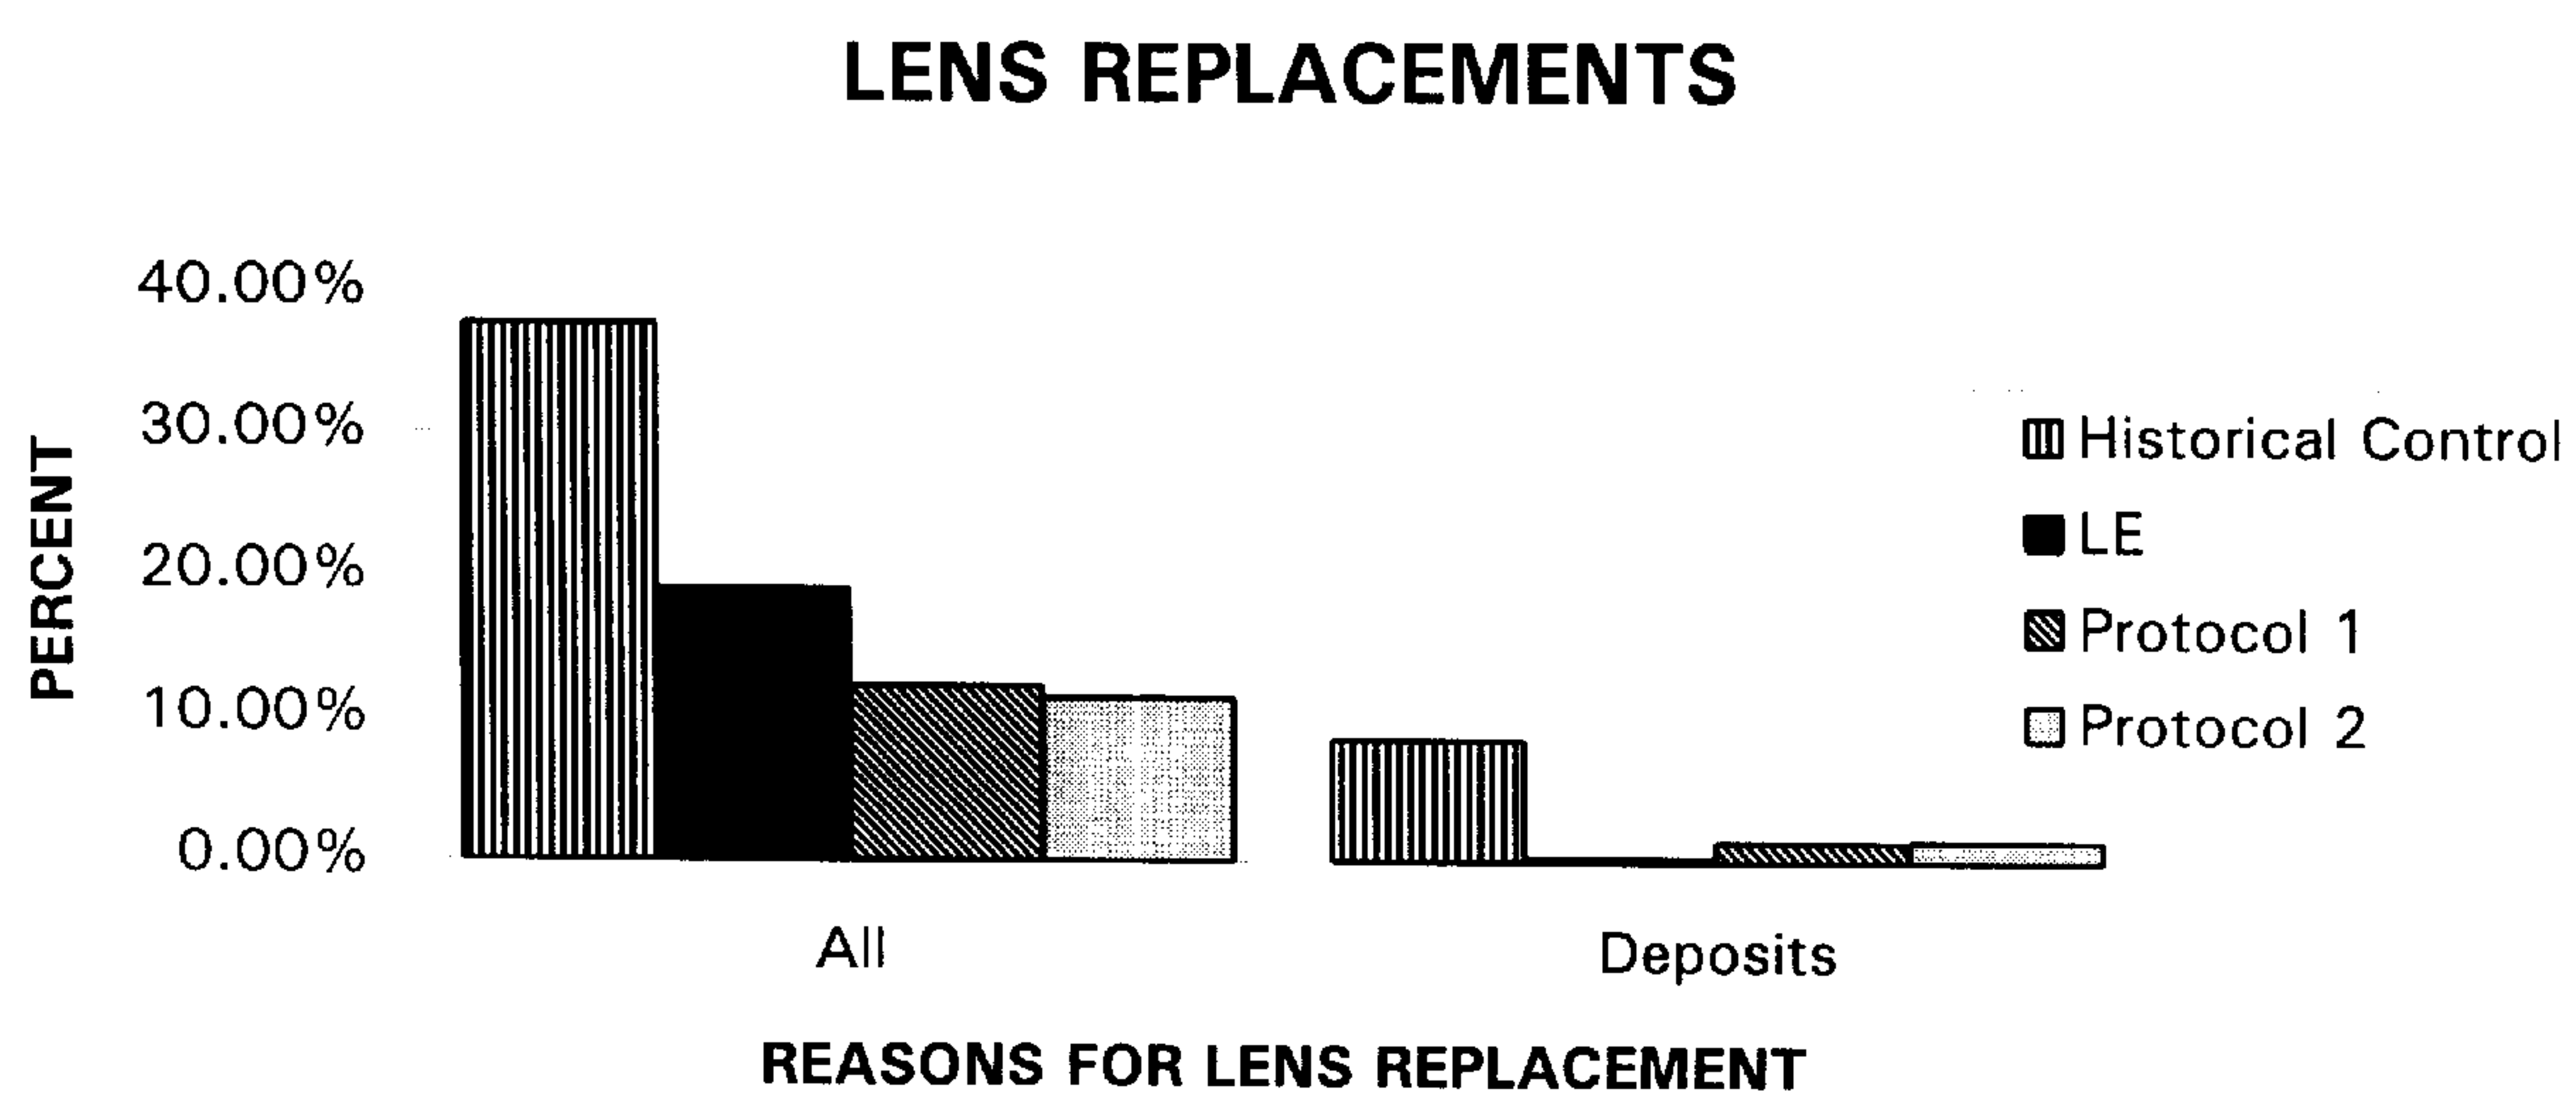 LENS REPLACEMENTS
PERCENT
40.00%
30.00%
20.00%
10.00%
0.00%
All
Deposits
REASONS FOR LENS REPLACEMENT
Historical Control
LE
Protocol 1
Protocol 2